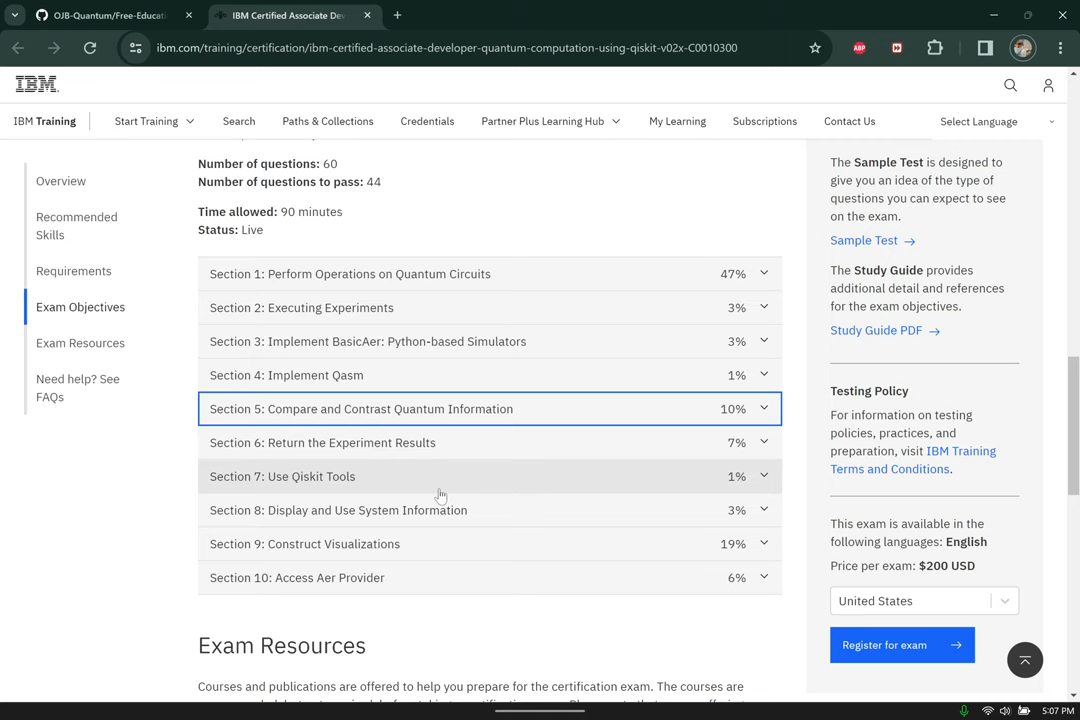 OJB-Quantum/Free-Educati
IBM Certified Associate Dev
ibm.com/training/certification/ibm-certified-associate-developer-quantum-computation-using-qiskit-v02x-C0010300
ABP
IBM
IBM Training
Start Training
Search
Paths & Collections
Credentials
Partner Plus Learning Hub
My Learning
Subscriptions
Contact Us
Select Language
Overview
Recommended
Skills
Requirements
Exam Objectives
Exam Resources
Need help? See
FAQs
Number of questions: 60
Number of questions to pass: 44
Time allowed: 90 minutes
Status: Live
Section 1: Perform Operations on Quantum Circuits 47%
Section 2: Executing Experiments 3%
Section 3: Implement BasicAer: Python-based Simulators 3%
Section 4: Implement Qasm 1%
Section 5: Compare and Contrast Quantum Information 10%
Section 6: Return the Experiment Results 7%
Section 7: Use Qiskit Tools 1%
Section 8: Display and Use System Information 3%
Section 9: Construct Visualizations 19%
Section 10: Access Aer Provider 6%
Exam Resources
Courses and publications are offered to help you prepare for the certification exam. The courses are
The Sample Test is designed to
give you an idea of the type of
questions you can expect to see
on the exam.
Sample Test →
The Study Guide provides
additional detail and references
for the exam objectives.
Study Guide PDF →
Testing Policy
For information on testing
policies, practices, and
preparation, visit IBM Training
Terms and Conditions.
This exam is available in the
following languages: English
Price per exam: $200 USD
United States
Register for exam →
5:07 PM